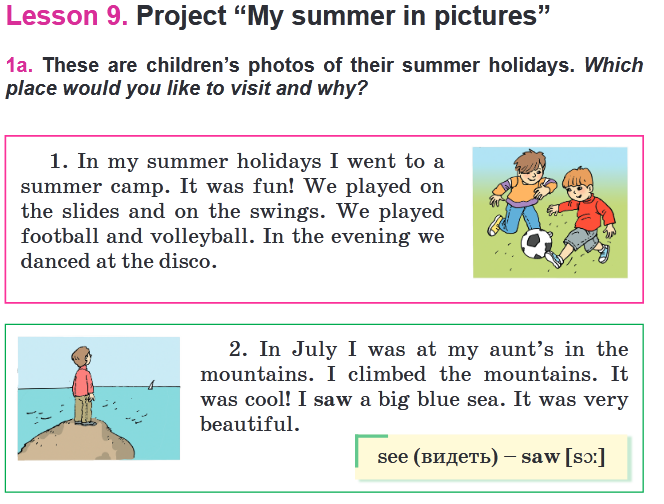 Lesson 9. Project “My summer in pictures”
1a. These are children’s photos of their summer holidays. Which
place would you like to visit and why?
1. In my summer holidays I went to a
summer camp. It was fun! We played on
the slides and on the swings. We played
football and volleyball. In the evening we
danced at the disco.
2. In July I was at my aunt’s in the
mountains. I climbed the mountains. It
was cool! I saw a big blue sea. It was very
beautiful.
see (видеть) – saw [sɔː]